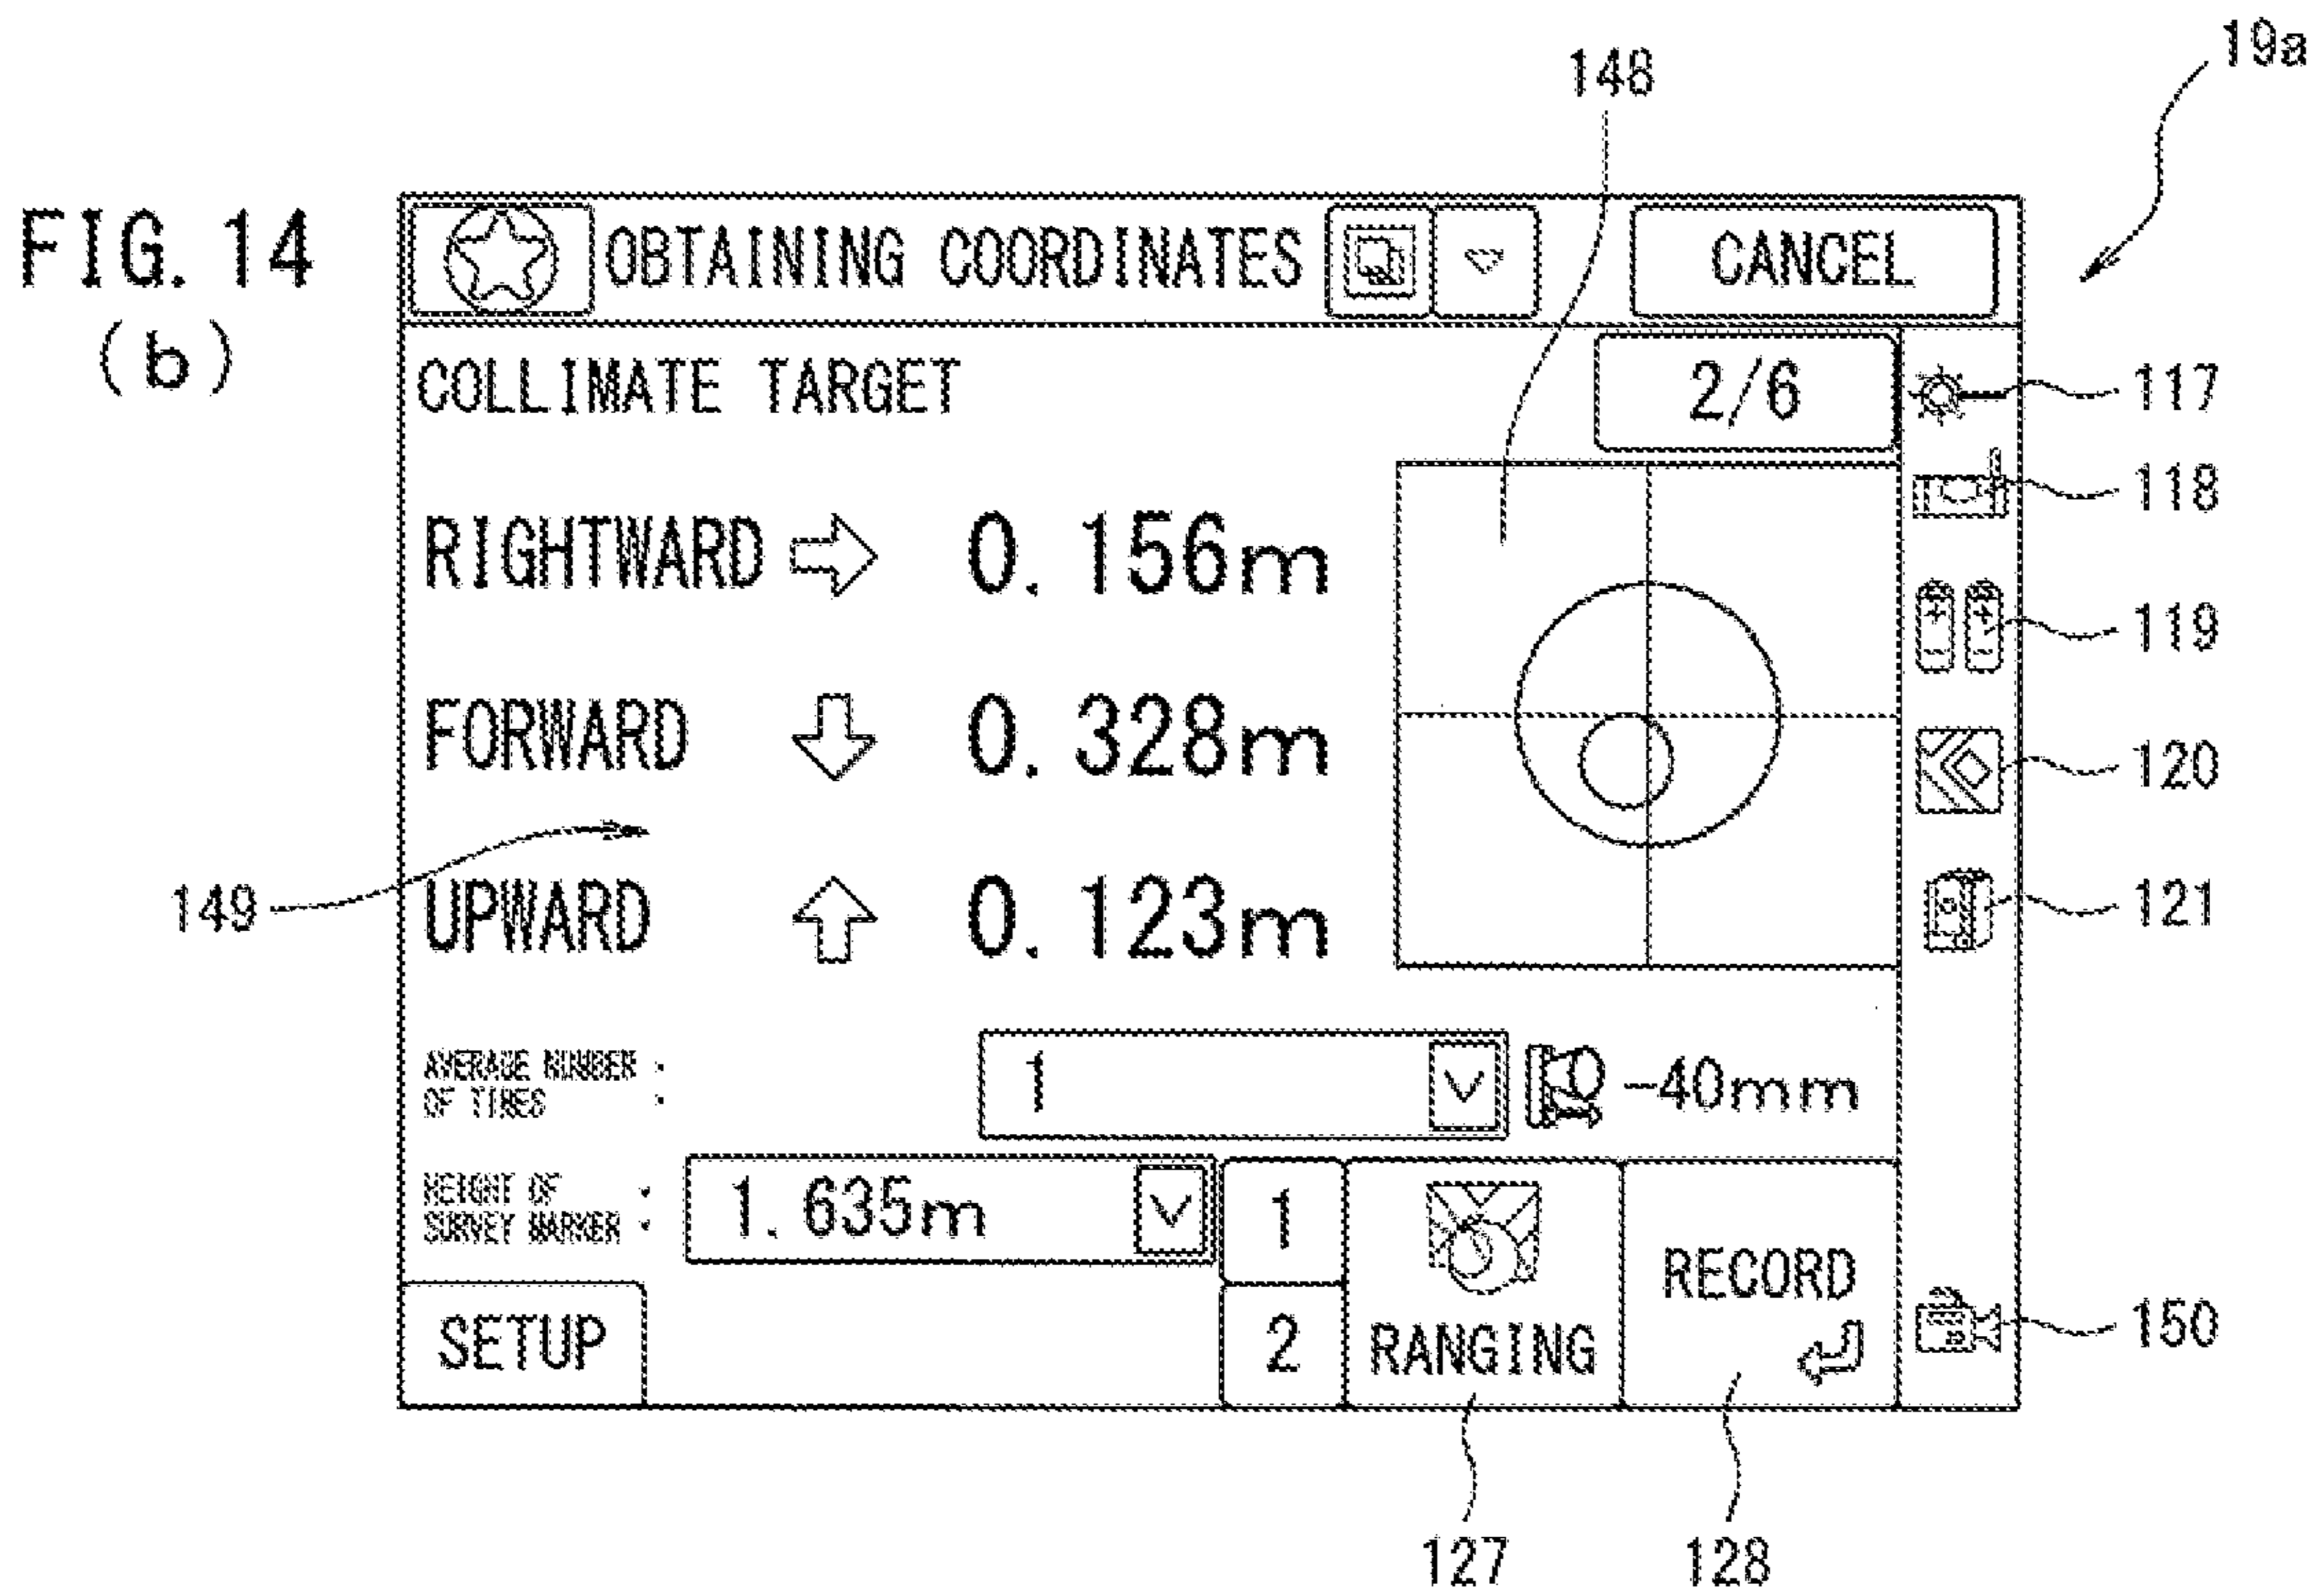 19a
148
FIG. 14
(b)
OBTAINING COORDINATES
CANCEL
COLLIMATE TARGET
2/6
117
118
RIGHTWARD 0.156m
119
FORWARD 0.328m
120
149
UPWARD 0.123m
121
AVERAGE NUMBER
OF TIMES :
1
-40mm
HEIGHT OF
SURVEY MARKER :
1.635m
1
RECORD
SETUP
2
RANGING
150
127
128